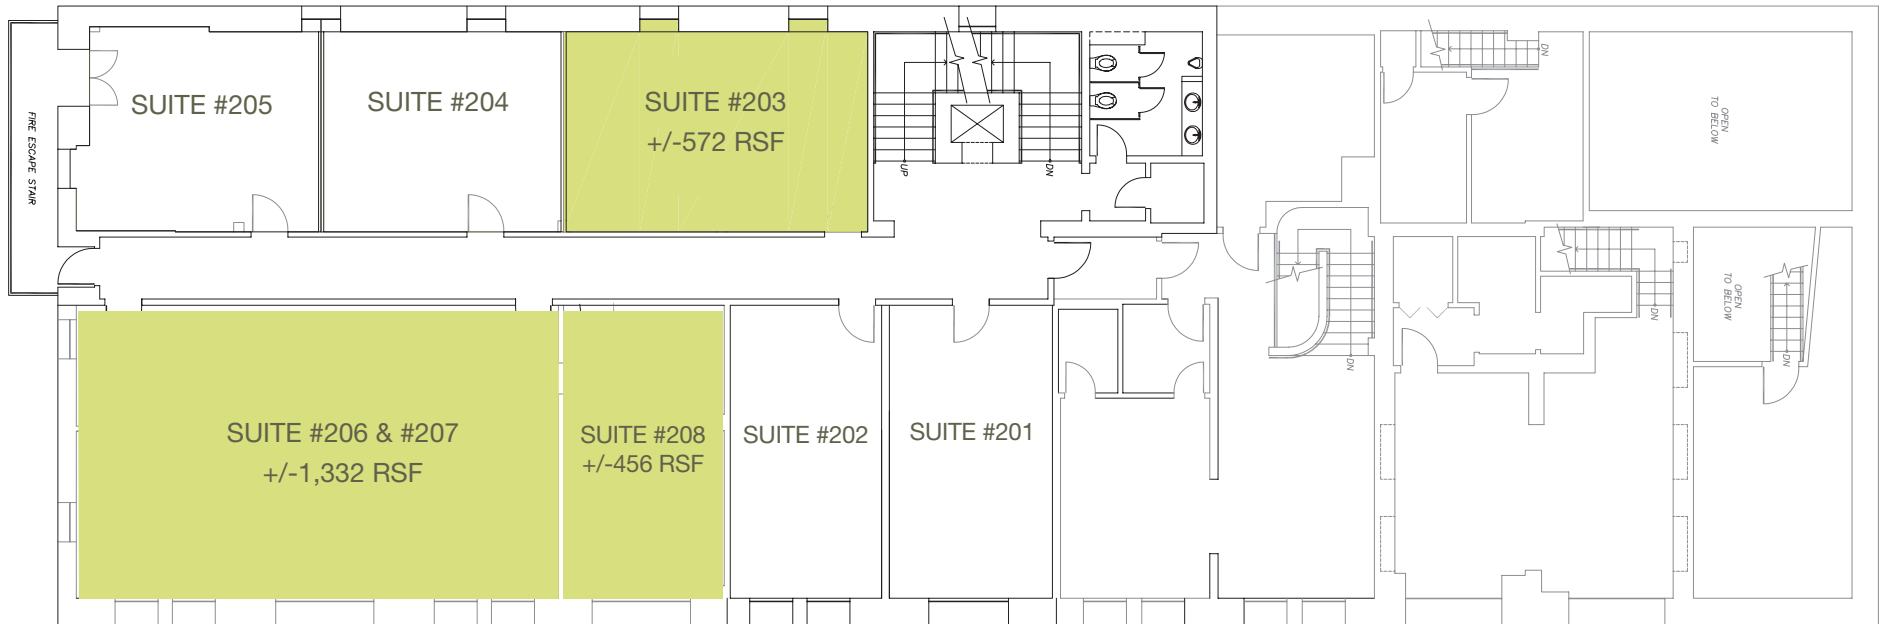 FIRE ESCAPE STAIR
SUITE #205
SUITE #204
SUITE #203
+/-572 RSF
UP
DN
DN
OPEN
TO BELOW
DN
DN
OPEN
TO BELOW
DN
SUITE #206 & #207
+/-1,332 RSF
SUITE #208
+/-456 RSF
SUITE #202
SUITE #201